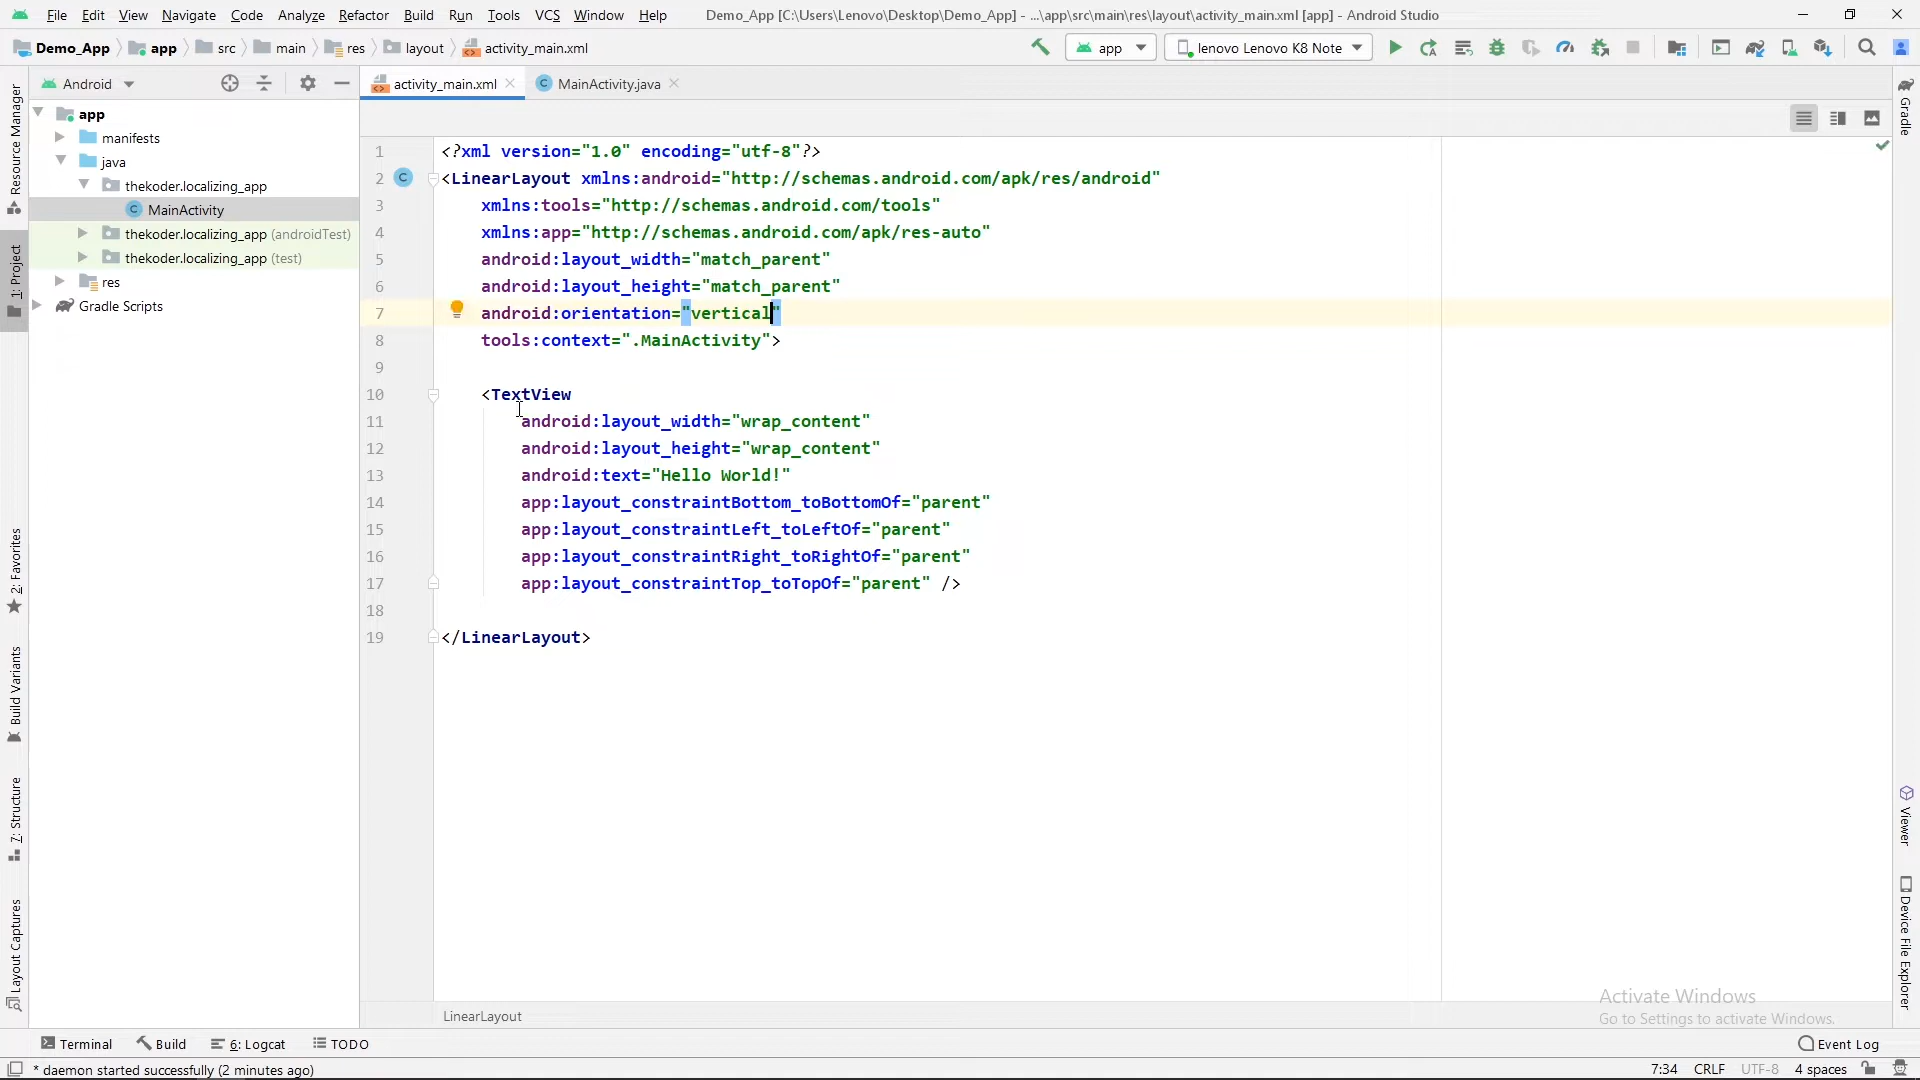 File Edit View Navigate Code Analyze Refactor Build Run Tools VCS Window Help Demo_App [C:\Users\Lenovo\Desktop\Demo_App] - ...\app\src\main\res\layout\activity_main.xml [app] - Android Studio
Demo_App app src main res layout activity_main.xml app lenovo Lenovo K8 Note
Android activity_main.xml MainActivity.java
app
manifests
java
thekoder.localizing_app
MainActivity
thekoder.localizing_app (androidTest)
thekoder.localizing_app (test)
res
Gradle Scripts
Resource Manager
1: Project
2: Favorites
Build Variants
7: Structure
Layout Captures
1 <?xml version="1.0" encoding="utf-8"?>
2 C <LinearLayout xmlns:android="http://schemas.android.com/apk/res/android"
3 xmlns:tools="http://schemas.android.com/tools"
4 xmlns:app="http://schemas.android.com/apk/res-auto"
5 android:layout_width="match_parent"
6 android:layout_height="match_parent"
7 android:orientation="vertical"
8 tools:context=".MainActivity">
9
10 <TextView
11 android:layout_width="wrap_content"
12 android:layout_height="wrap_content"
13 android:text="Hello World!"
14 app:layout_constraintBottom_toBottomOf="parent"
15 app:layout_constraintLeft_toLeftOf="parent"
16 app:layout_constraintRight_toRightOf="parent"
17 app:layout_constraintTop_toTopOf="parent" />
18
19 </LinearLayout>
Gradle
Viewer
Device File Explorer
Activate Windows
Go to Settings to activate Windows.
LinearLayout
Terminal Build 6: Logcat TODO Event Log
* daemon started successfully (2 minutes ago) 7:34 CRLF UTF-8 4 spaces